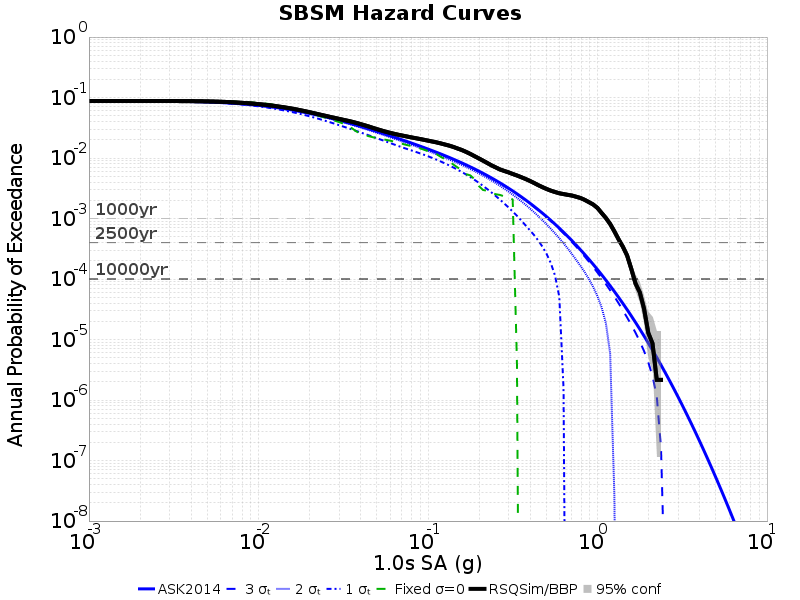 SBSM Hazard Curves
Annual Probability of Exceedance
10^0
10^-1
10^-2
10^-3
10^-4
10^-5
10^-6
10^-7
10^-8
1000yr
2500yr
10000yr
10^-3 10^-2 10^-1 10^0 10^1
1.0s SA (g)
ASK2014 3 σₜ 2 σₜ 1 σₜ Fixed σ=0 RSQSim/BBP 95% conf